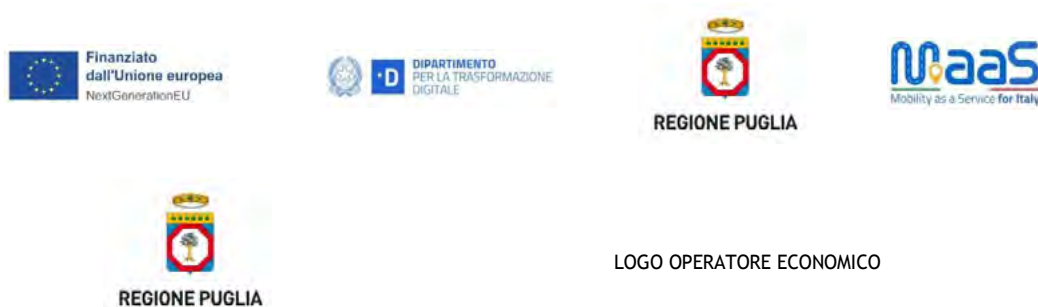 Finanziato
dall'Unione europea
NextGenerationEU
·D
DIPARTIMENTO
PER LA TRASFORMAZIONE
DIGITALE
REGIONE PUGLIA
MaaS
Mobility as a Service for Italy
REGIONE PUGLIA
LOGO OPERATORE ECONOMICO